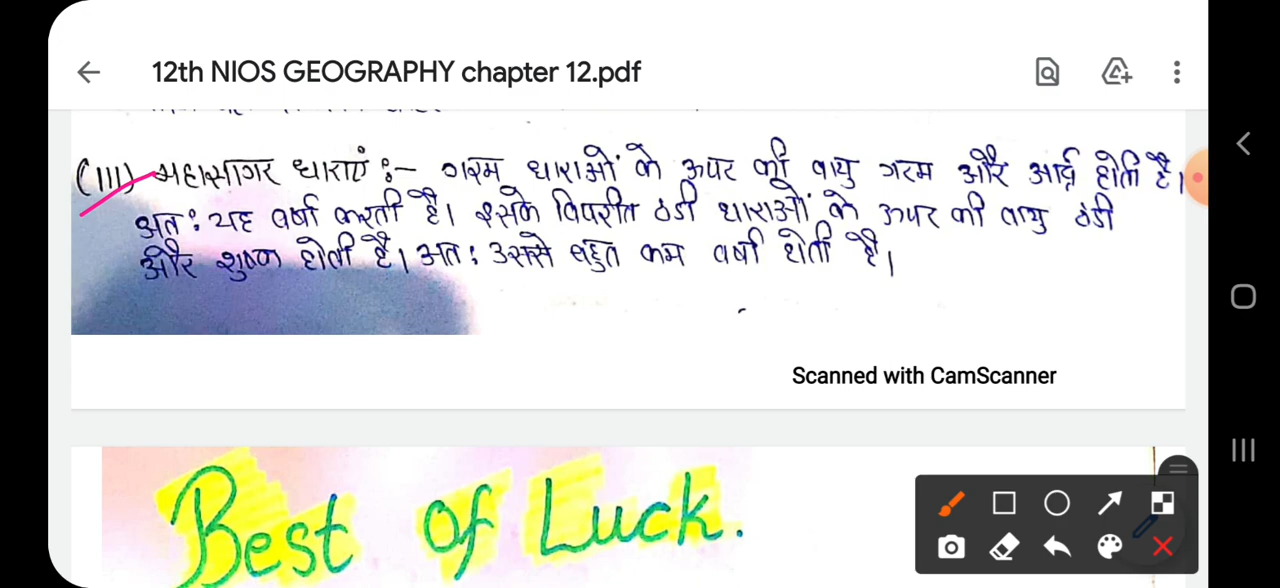 12th NIOS GEOGRAPHY chapter 12.pdf
(III) महासागर धाराएं :- गरम धाराओं के ऊपर की वायु गरम और आर्द्र होती है।
अत: यह वर्षा करती है। इसके विपरीत ठंडी धाराओं के ऊपर की वायु ठंडी
और शुष्क होती है। अत: उससे बहुत कम वर्षा होती है।
Scanned with CamScanner
Best of Luck.